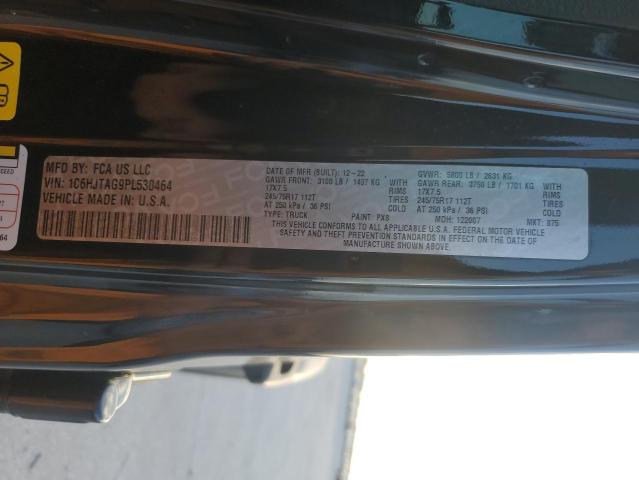 MFD BY: FCA US LLC
VIN: 1C6HJTAG9PL530464
VEHICLE MADE IN U.S.A.
DATE OF MFR (BUILT): 12-22
GAWR FRONT: 3100 LB / 1407 KG WITH
17X7.5 RIMS
245/75R17 112T TIRES
AT 250 kPa / 36 PSI COLD
TYPE: TRUCK
PAINT: PX8
GVWR: 5800 LB / 2631 KG
GAWR REAR: 3750 LB / 1701 KG WITH
17X7.5 RIMS
245/75R17 112T TIRES
AT 250 kPa / 36 PSI COLD
MDH: 122007
MKT: 875
THIS VEHICLE CONFORMS TO ALL APPLICABLE U.S.A. FEDERAL MOTOR VEHICLE
SAFETY AND THEFT PREVENTION STANDARDS IN EFFECT ON THE DATE OF
MANUFACTURE SHOWN ABOVE.
64